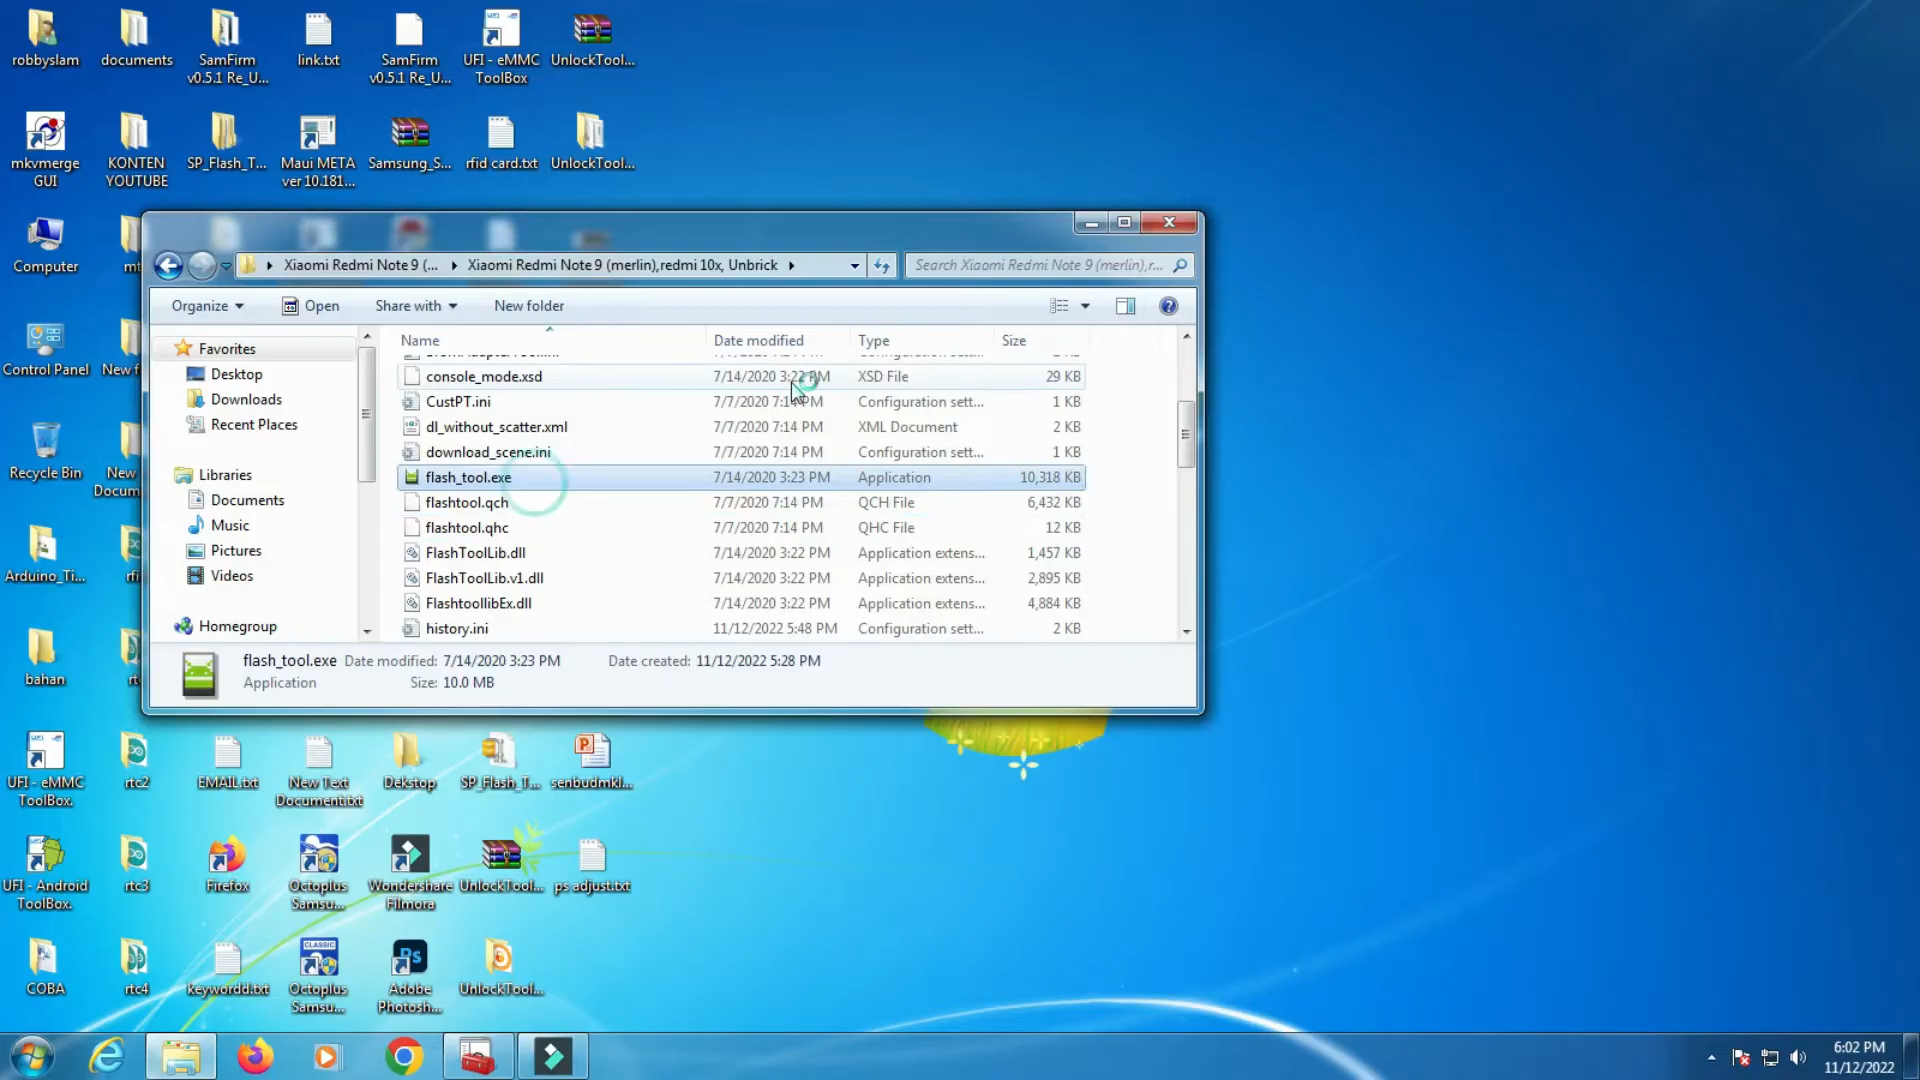 robbyslam
documents
SamFirm
v0.5.1 Re_U...
link.txt
SamFirm
v0.5.1 Re_U...
UFI - eMMC
ToolBox
UnlockTool...
mkvmerge
GUI
KONTEN
YOUTUBE
SP_Flash_T...
Maui META
ver 10.181...
Samsung_S...
rfid card.txt
UnlockTool...
Computer
Control Panel
New f
Recycle Bin
New
Docum
Arduino_Ti...
bahan
Xiaomi Redmi Note 9 (...
Xiaomi Redmi Note 9 (merlin),redmi 10x, Unbrick
Search Xiaomi Redmi Note 9 (merlin),r...
Organize
Open
Share with
New folder
Favorites
Desktop
Downloads
Recent Places
Libraries
Documents
Music
Pictures
Videos
Homegroup
Name Date modified Type Size
console_mode.xsd 7/14/2020 3:22 PM XSD File 29 KB
CustPT.ini 7/7/2020 7:14 PM Configuration sett... 1 KB
dl_without_scatter.xml 7/7/2020 7:14 PM XML Document 2 KB
download_scene.ini 7/7/2020 7:14 PM Configuration sett... 1 KB
flash_tool.exe 7/14/2020 3:23 PM Application 10,318 KB
flashtool.qch 7/7/2020 7:14 PM QCH File 6,432 KB
flashtool.qhc 7/7/2020 7:14 PM QHC File 12 KB
FlashToolLib.dll 7/14/2020 3:22 PM Application extens... 1,457 KB
FlashToolLib.v1.dll 7/14/2020 3:22 PM Application extens... 2,895 KB
FlashtoollibEx.dll 7/14/2020 3:22 PM Application extens... 4,884 KB
history.ini 11/12/2022 5:48 PM Configuration sett... 2 KB
flash_tool.exe Date modified: 7/14/2020 3:23 PM Date created: 11/12/2022 5:28 PM
Application Size: 10.0 MB
UFI - eMMC
ToolBox.
rtc2
EMAIL.txt
New Text
Document.txt
Dekstop
SP_Flash_T...
senbudmkl...
UFI - Android
ToolBox.
rtc3
Firefox
Octoplus
Samsu...
Wondershare
Filmora
UnlockTool...
ps adjust.txt
COBA
rtc4
keywordd.txt
CLASSIC
Octoplus
Samsu...
Ps
Adobe
Photosh...
UnlockTool...
6:02 PM
11/12/2022